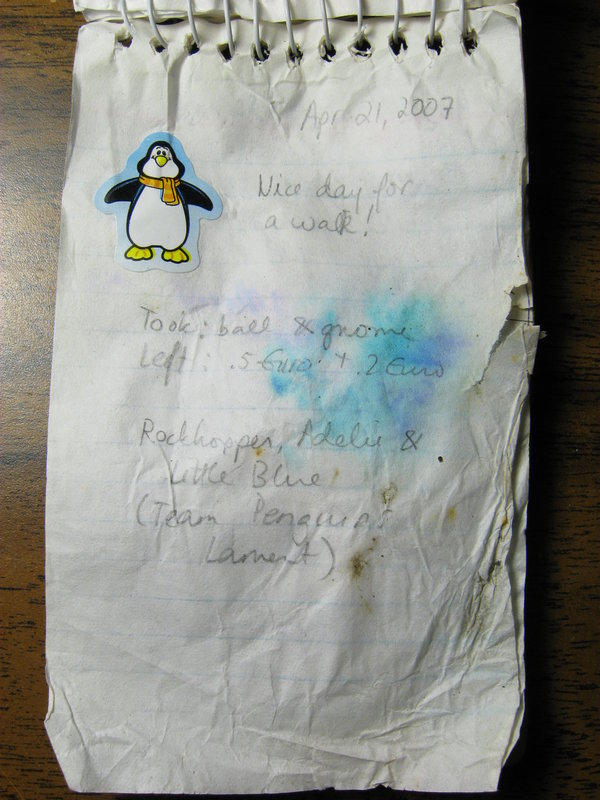 Apr 21, 2007
Nice day for
a walk!
Took: ball & gnome
Left: .5 Euro + .2 Euro
Rockhopper, Adelie &
Little Blue
(Team Penguins
Lament)